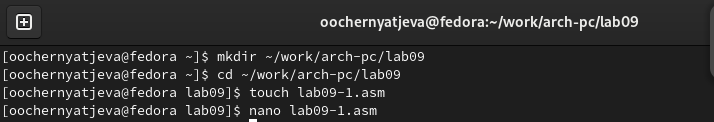 oochernyatjeva@fedora:~/work/arch-pc/lab09
[oochernyatjeva@fedora ~]$ mkdir ~/work/arch-pc/lab09
[oochernyatjeva@fedora ~]$ cd ~/work/arch-pc/lab09
[oochernyatjeva@fedora lab09]$ touch lab09-1.asm
[oochernyatjeva@fedora lab09]$ nano lab09-1.asm